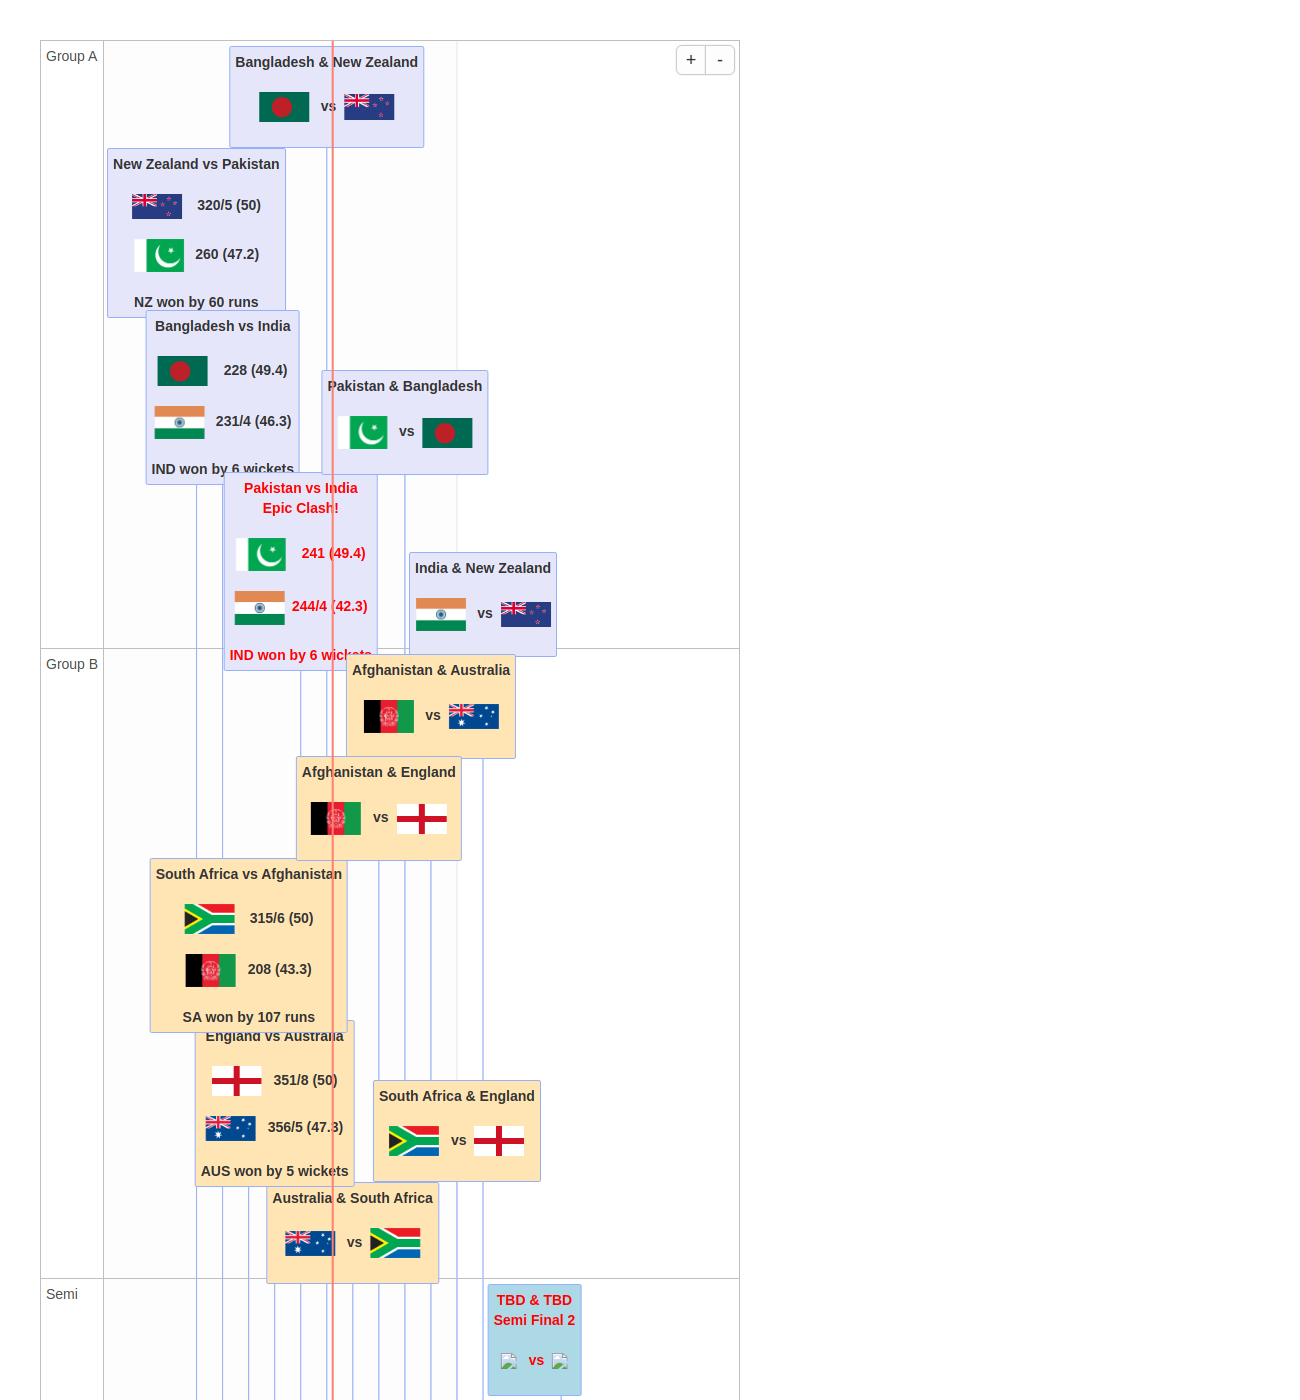 Group A
+ -
Bangladesh & New Zealand
vs
New Zealand vs Pakistan
320/5 (50)
260 (47.2)
NZ won by 60 runs
Bangladesh vs India
228 (49.4)
231/4 (46.3)
IND won by 6 wickets
Pakistan & Bangladesh
vs
Pakistan vs India
Epic Clash!
241 (49.4)
244/4 (42.3)
IND won by 6 wickets
India & New Zealand
vs
Group B
Afghanistan & Australia
vs
Afghanistan & England
vs
South Africa vs Afghanistan
315/6 (50)
208 (43.3)
SA won by 107 runs
England vs Australia
351/8 (50)
356/5 (47.3)
AUS won by 5 wickets
South Africa & England
vs
Australia & South Africa
vs
Semi
TBD & TBD
Semi Final 2
vs